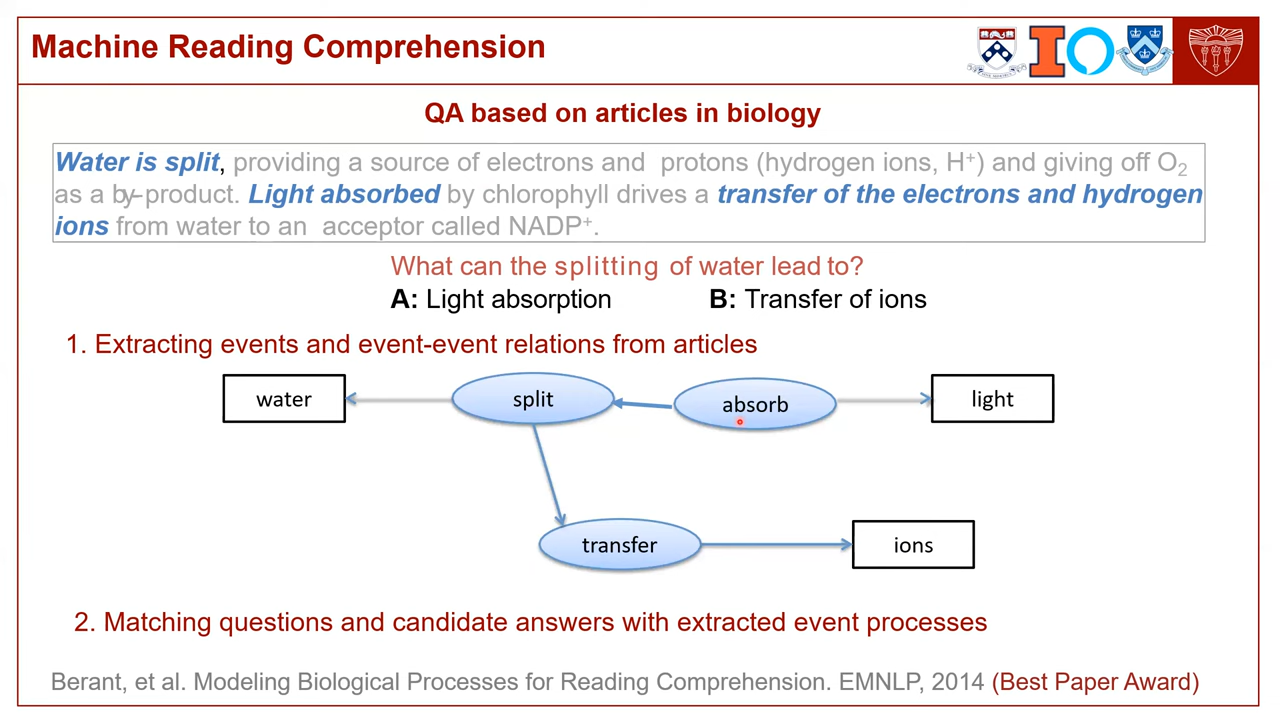 Machine Reading Comprehension
QA based on articles in biology
Water is split, providing a source of electrons and protons (hydrogen ions, H⁺) and giving off O₂
as a by-product. Light absorbed by chlorophyll drives a transfer of the electrons and hydrogen
ions from water to an acceptor called NADP⁺.
What can the splitting of water lead to?
A: Light absorption B: Transfer of ions
1. Extracting events and event-event relations from articles
water split absorb light
transfer ions
2. Matching questions and candidate answers with extracted event processes
Berant, et al. Modeling Biological Processes for Reading Comprehension. EMNLP, 2014 (Best Paper Award)